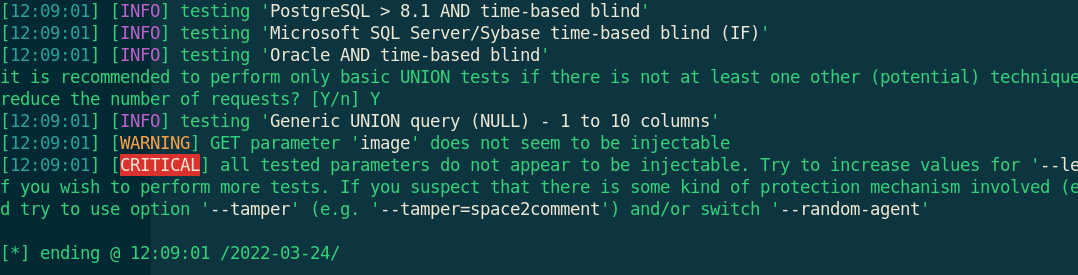 [12:09:01] [INFO] testing 'PostgreSQL > 8.1 AND time-based blind'
[12:09:01] [INFO] testing 'Microsoft SQL Server/Sybase time-based blind (IF)'
[12:09:01] [INFO] testing 'Oracle AND time-based blind'
it is recommended to perform only basic UNION tests if there is not at least one other (potential) technique
reduce the number of requests? [Y/n] Y
[12:09:01] [INFO] testing 'Generic UNION query (NULL) - 1 to 10 columns'
[12:09:01] [WARNING] GET parameter 'image' does not seem to be injectable
[12:09:01] [CRITICAL] all tested parameters do not appear to be injectable. Try to increase values for '--le
f you wish to perform more tests. If you suspect that there is some kind of protection mechanism involved (e
d try to use option '--tamper' (e.g. '--tamper=space2comment') and/or switch '--random-agent'
[*] ending @ 12:09:01 /2022-03-24/